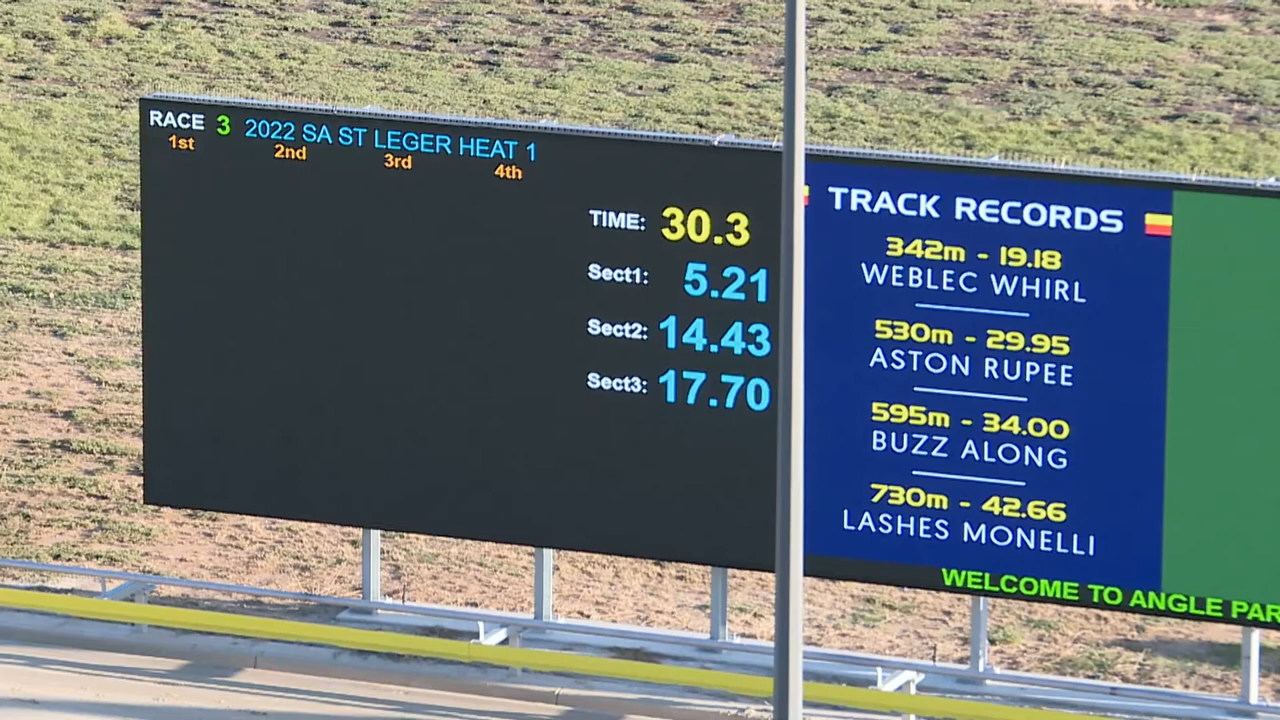 RACE 3 2022 SA ST LEGER HEAT 1
1st 2nd 3rd 4th
TIME: 30.3
Sect1: 5.21
Sect2: 14.43
Sect3: 17.70
TRACK RECORDS
342m - 19.18
WEBLEC WHIRL
530m - 29.95
ASTON RUPEE
595m - 34.00
BUZZ ALONG
730m - 42.66
LASHES MONELLI
WELCOME TO ANGLE PAR